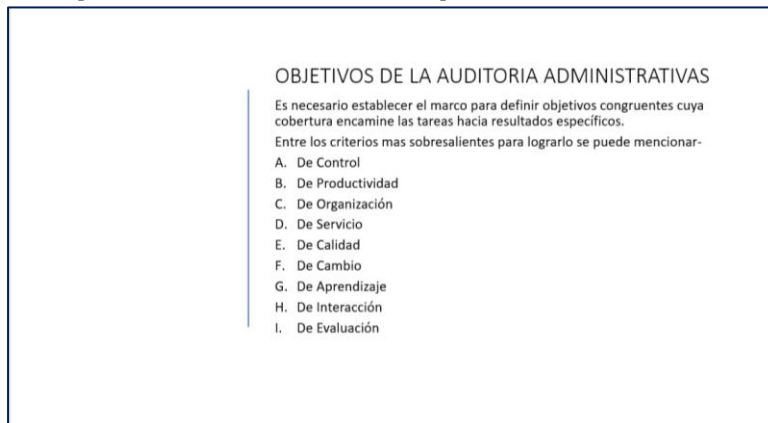 OBJETIVOS DE LA AUDITORIA ADMINISTRATIVAS
Es necesario establecer el marco para definir objetivos congruentes cuya
cobertura encamine las tareas hacia resultados específicos.
Entre los criterios mas sobresalientes para lograrlo se puede mencionar-
A. De Control
B. De Productividad
C. De Organización
D. De Servicio
E. De Calidad
F. De Cambio
G. De Aprendizaje
H. De Interacción
I. De Evaluación